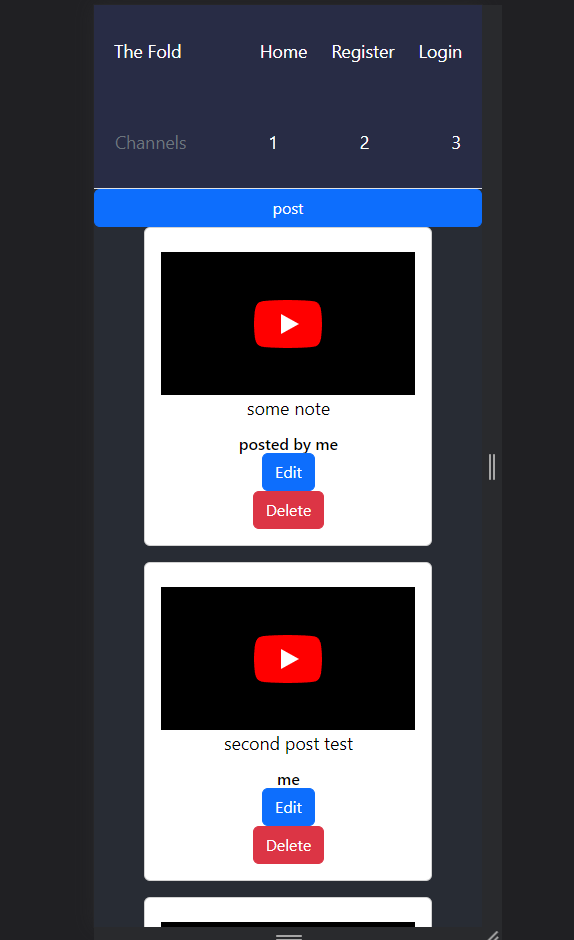 The Fold Home Register Login
Channels 1 2 3
post
some note
posted by me
Edit
Delete
second post test
me
Edit
Delete